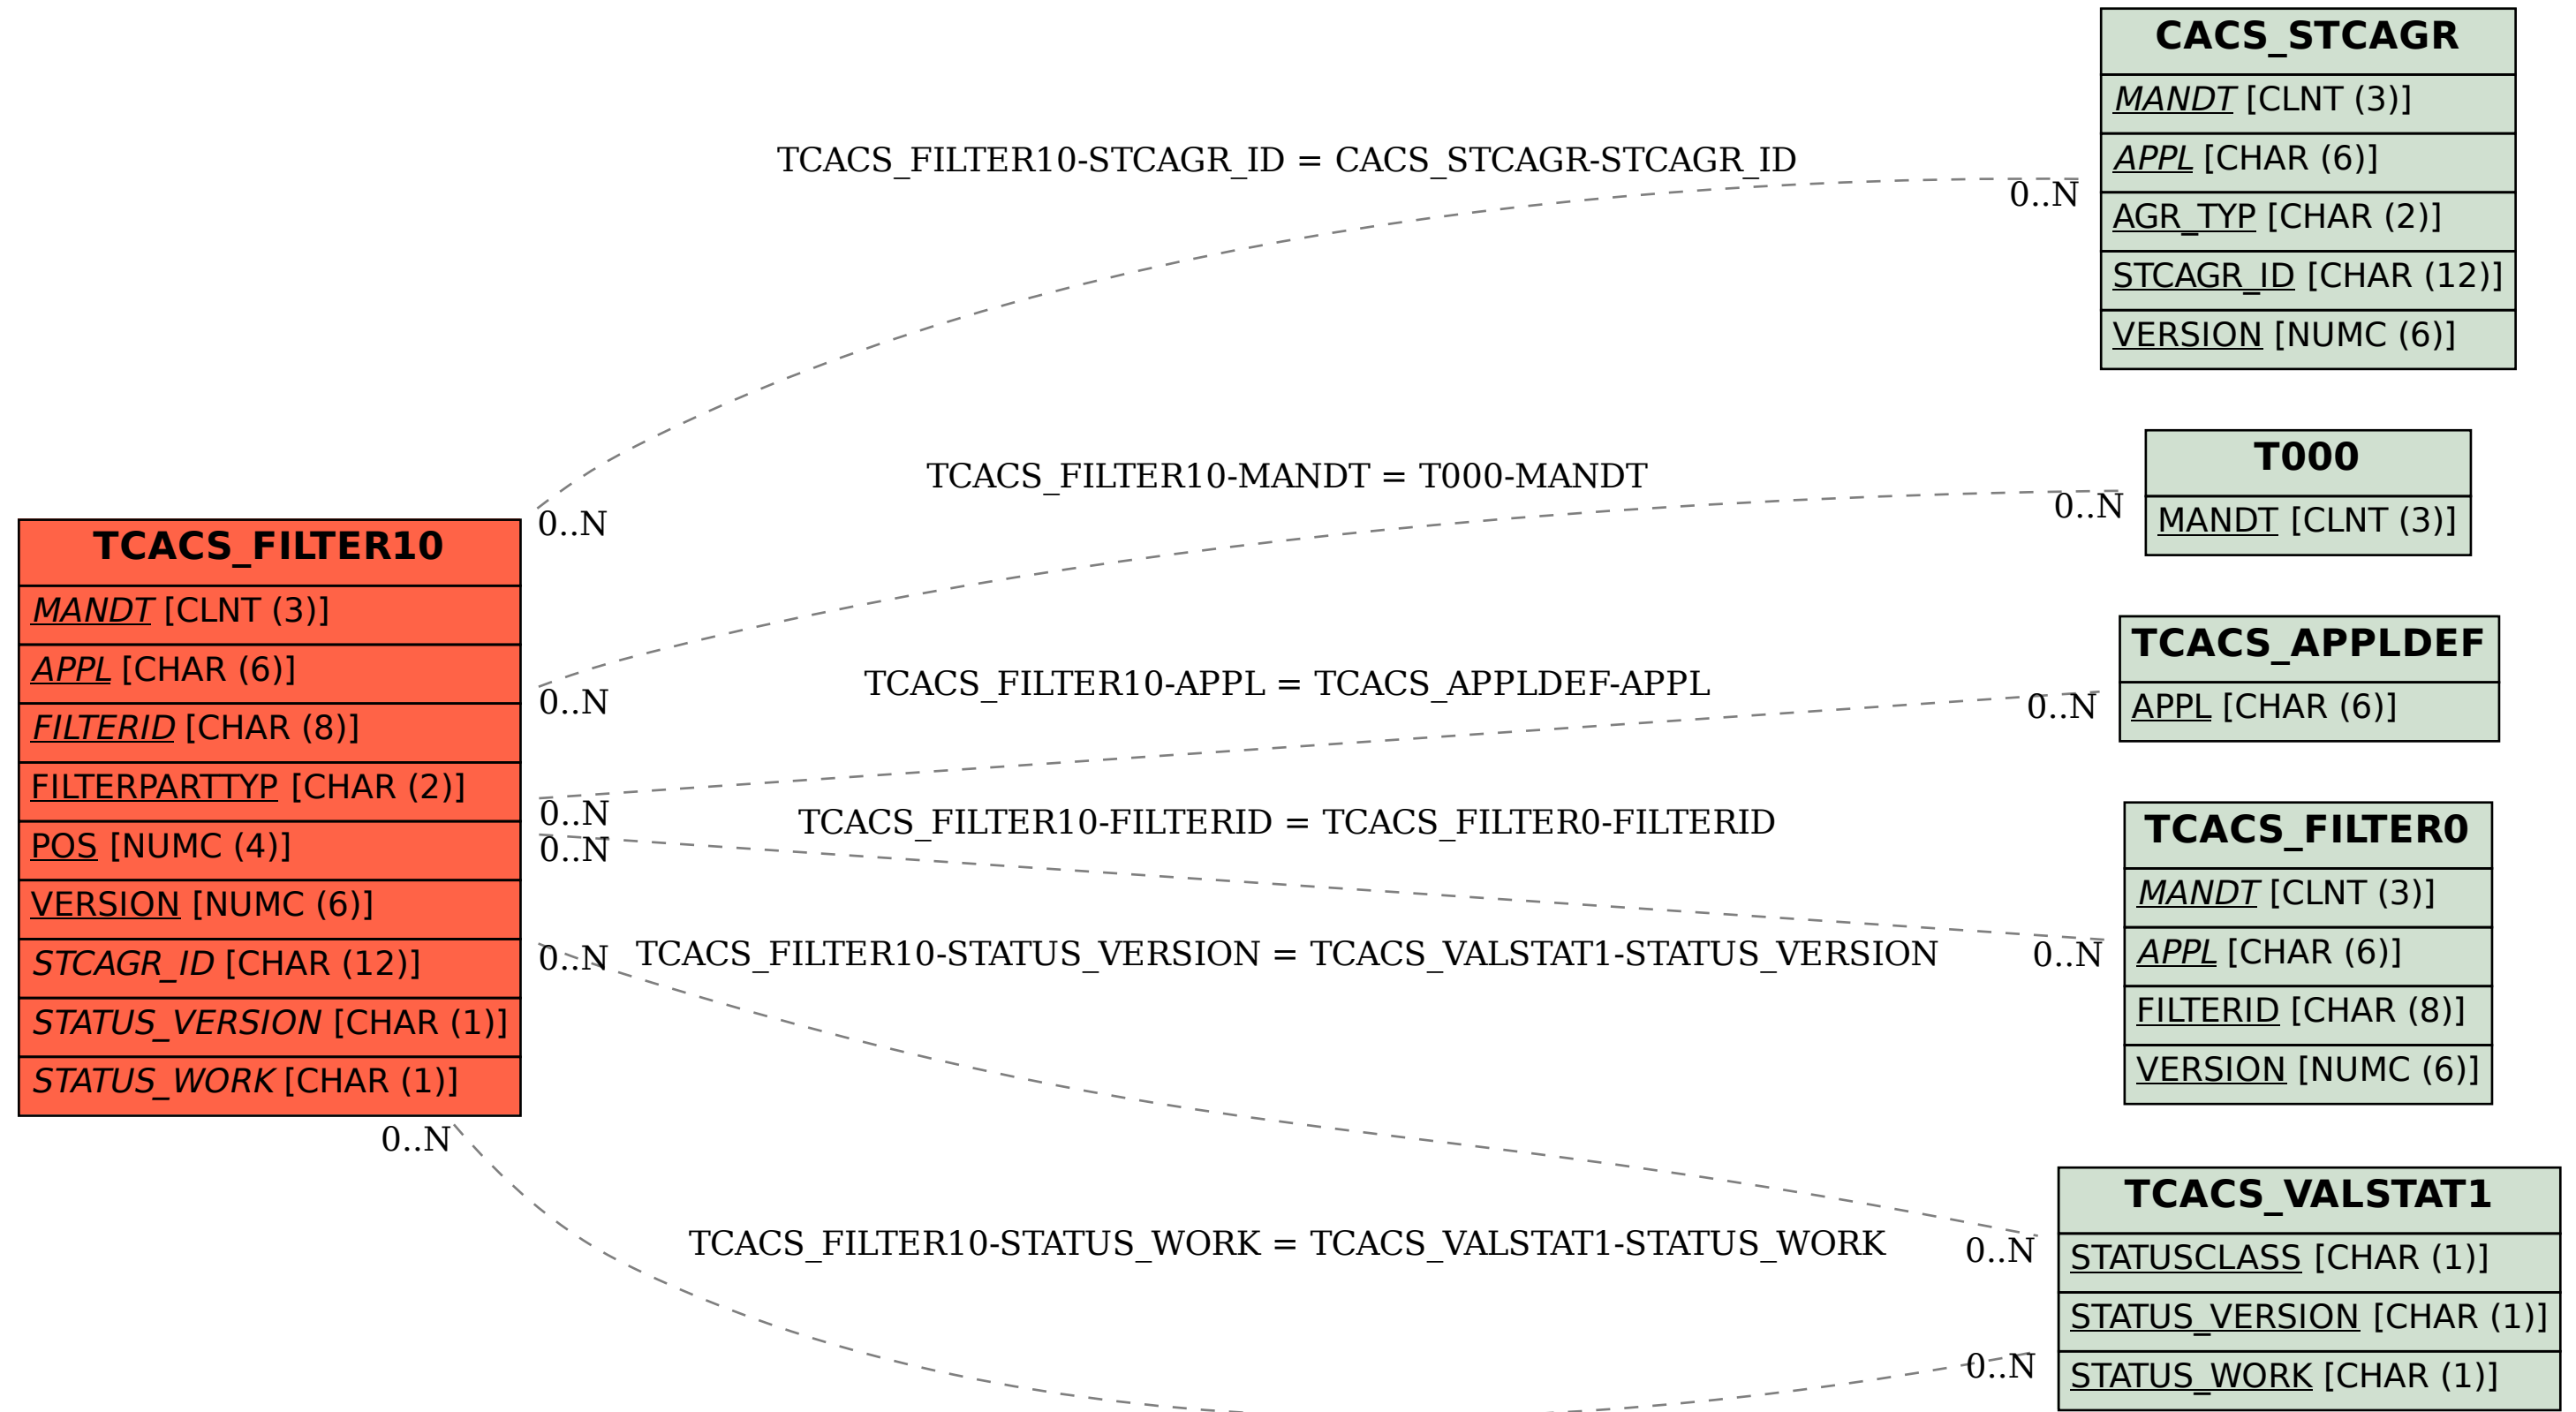 CACS_STCAGR
MANDT [CLNT (3)]
APPL [CHAR (6)]
AGR_TYP [CHAR (2)]
STCAGR_ID [CHAR (12)]
VERSION [NUMC (6)]
TCACS_FILTER10-STCAGR_ID = CACS_STCAGR-STCAGR_ID
0..N
0..N
T000
MANDT [CLNT (3)]
TCACS_FILTER10-MANDT = T000-MANDT
0..N
0..N
TCACS_FILTER10
MANDT [CLNT (3)]
APPL [CHAR (6)]
FILTERID [CHAR (8)]
FILTERPARTTYP [CHAR (2)]
POS [NUMC (4)]
VERSION [NUMC (6)]
STCAGR_ID [CHAR (12)]
STATUS_VERSION [CHAR (1)]
STATUS_WORK [CHAR (1)]
TCACS_APPLDEF
APPL [CHAR (6)]
TCACS_FILTER10-APPL = TCACS_APPLDEF-APPL
0..N
0..N
TCACS_FILTER10-FILTERID = TCACS_FILTER0-FILTERID
0..N
0..N
TCACS_FILTER0
MANDT [CLNT (3)]
APPL [CHAR (6)]
FILTERID [CHAR (8)]
VERSION [NUMC (6)]
TCACS_FILTER10-STATUS_VERSION = TCACS_VALSTAT1-STATUS_VERSION
0..N
0..N
TCACS_FILTER10-STATUS_WORK = TCACS_VALSTAT1-STATUS_WORK
0..N
0..N
TCACS_VALSTAT1
STATUSCLASS [CHAR (1)]
STATUS_VERSION [CHAR (1)]
STATUS_WORK [CHAR (1)]